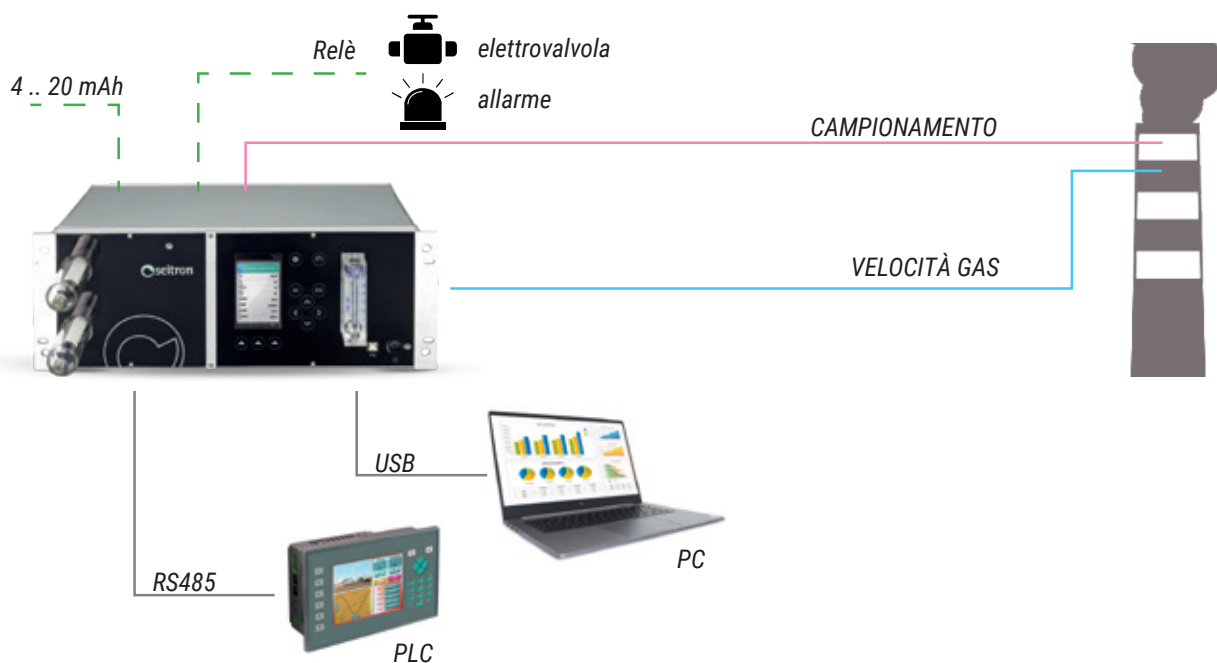 Relè
elettrovalvola
4 .. 20 mAh
allarme
CAMPIONAMENTO
seitron
VELOCITÀ GAS
USB
PC
RS485
PLC